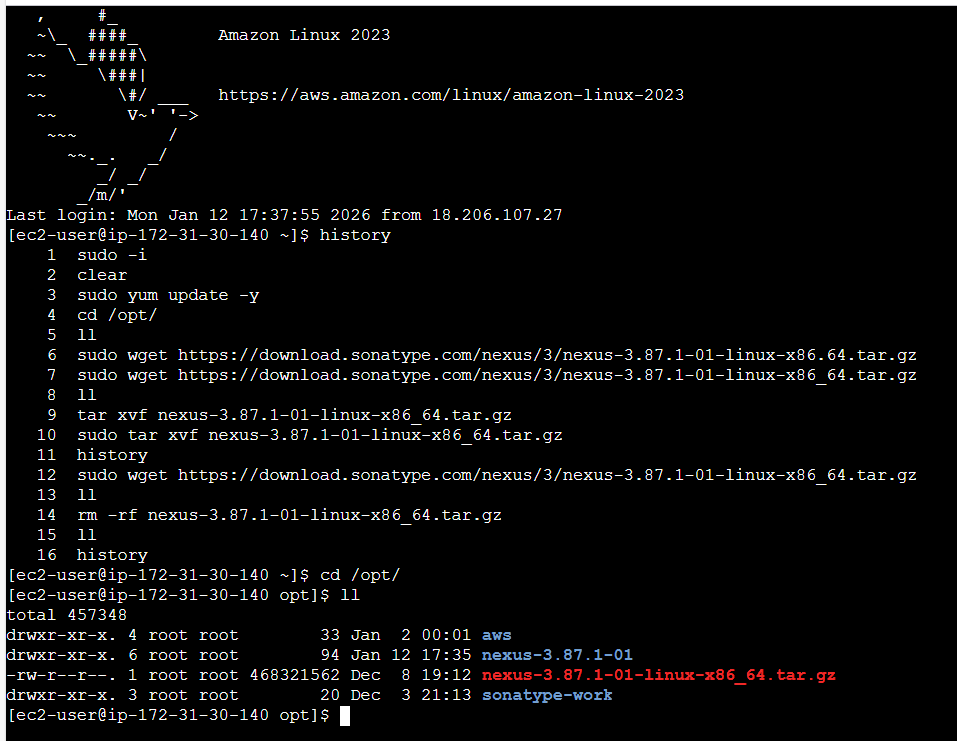 ,     #_
   ~\_  ####_        Amazon Linux 2023
  ~~  \_#####\
  ~~     \###|
  ~~       \#/ ___   https://aws.amazon.com/linux/amazon-linux-2023
   ~~       V~' '->
    ~~~         /
      ~~._.   _/
         _/ _/
       _/m/'
Last login: Mon Jan 12 17:37:55 2026 from 18.206.107.27
[ec2-user@ip-172-31-30-140 ~]$ history
    1  sudo -i
    2  clear
    3  sudo yum update -y
    4  cd /opt/
    5  ll
    6  sudo wget https://download.sonatype.com/nexus/3/nexus-3.87.1-01-linux-x86.64.tar.gz
    7  sudo wget https://download.sonatype.com/nexus/3/nexus-3.87.1-01-linux-x86_64.tar.gz
    8  ll
    9  tar xvf nexus-3.87.1-01-linux-x86_64.tar.gz
   10  sudo tar xvf nexus-3.87.1-01-linux-x86_64.tar.gz
   11  history
   12  sudo wget https://download.sonatype.com/nexus/3/nexus-3.87.1-01-linux-x86_64.tar.gz
   13  ll
   14  rm -rf nexus-3.87.1-01-linux-x86_64.tar.gz
   15  ll
   16  history
[ec2-user@ip-172-31-30-140 ~]$ cd /opt/
[ec2-user@ip-172-31-30-140 opt]$ ll
total 457348
drwxr-xr-x. 4 root root        33 Jan  2 00:01 aws
drwxr-xr-x. 6 root root        94 Jan 12 17:35 nexus-3.87.1-01
-rw-r--r--. 1 root root 468321562 Dec  8 19:12 nexus-3.87.1-01-linux-x86_64.tar.gz
drwxr-xr-x. 3 root root        20 Dec  3 21:13 sonatype-work
[ec2-user@ip-172-31-30-140 opt]$